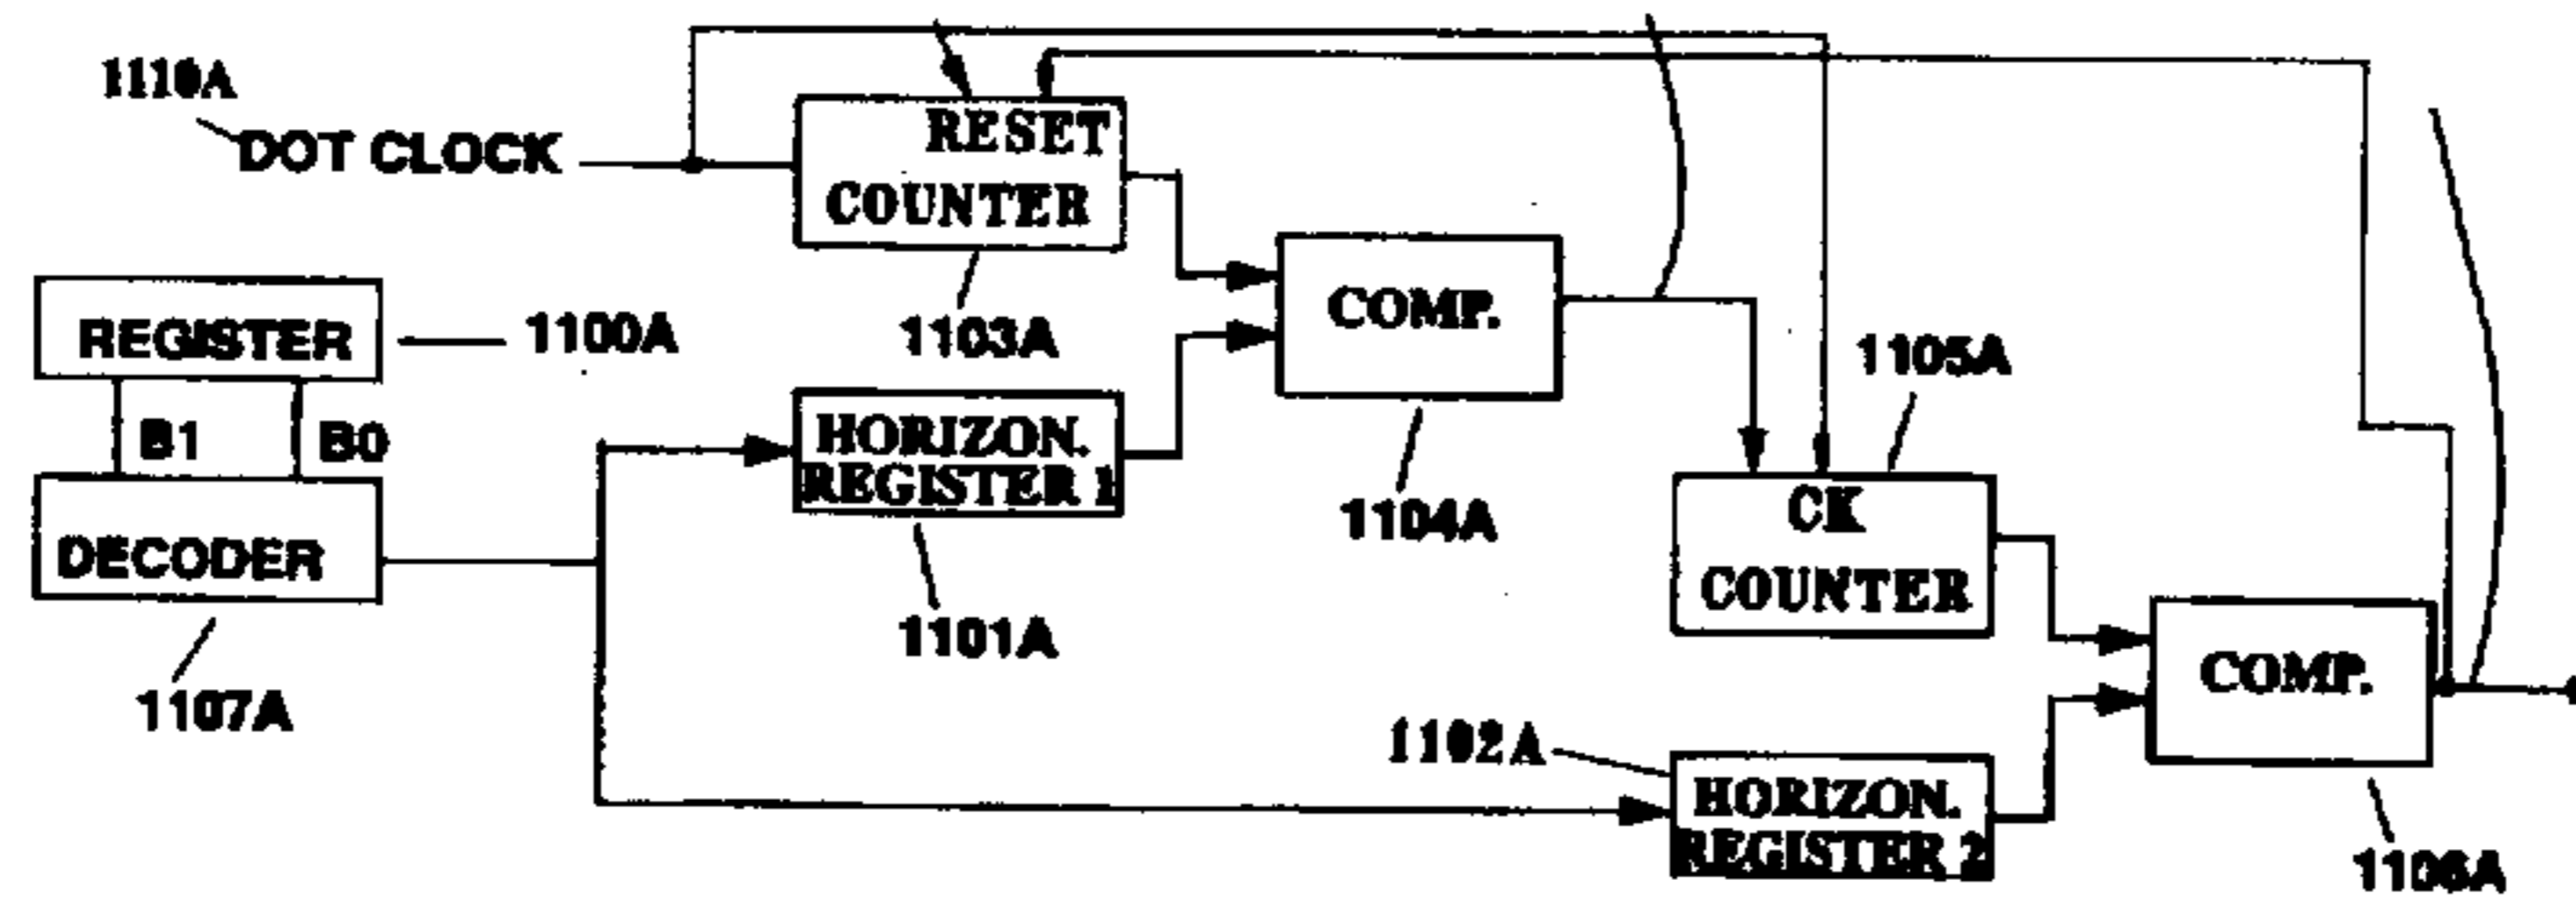 1110A
DOT CLOCK
RESET
COUNTER
1103A
REGISTER
1100A
B1
B0
DECODER
1107A
HORIZON.
REGISTER 1
1101A
COMP.
1104A
1105A
CK
COUNTER
1102A
HORIZON.
REGISTER 2
COMP.
1106A